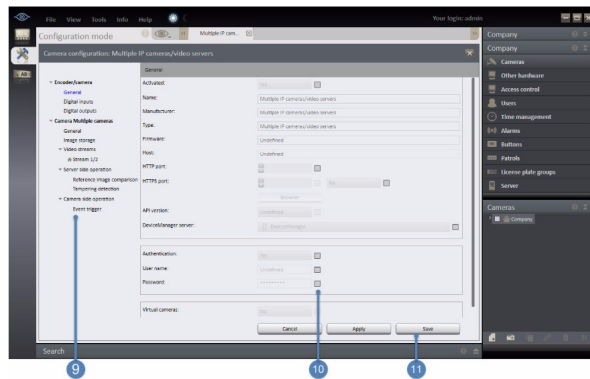 File View Tools Info Help
Your login: admin
Configuration mode
Multiple IP cam..
Camera configuration: Multiple IP cameras/video servers
General
Encoder/camera
General
Digital inputs
Digital outputs
Camera Multiple cameras
General
Image storage
Video streams
Stream 1/2
Server side operation
Reference image comparison
Tampering detection
Camera side operation
Event trigger
Activated:
Name:
Multiple IP cameras/video servers
Manufacturer:
Multiple IP cameras/video servers
Type:
Multiple IP cameras/video servers
Firmware:
Undefined
Host:
Undefined
HTTP port:
HTTPS port:
API version:
Undefined
DeviceManager server:
Authentication:
User name:
Undefined
Password:
Virtual cameras:
Cancel Apply Save
Search
Company
Company
Cameras
Other hardware
Access control
Users
Time management
Alarms
Buttons
Patrols
License plate groups
Server
Cameras
Company
9 10 11